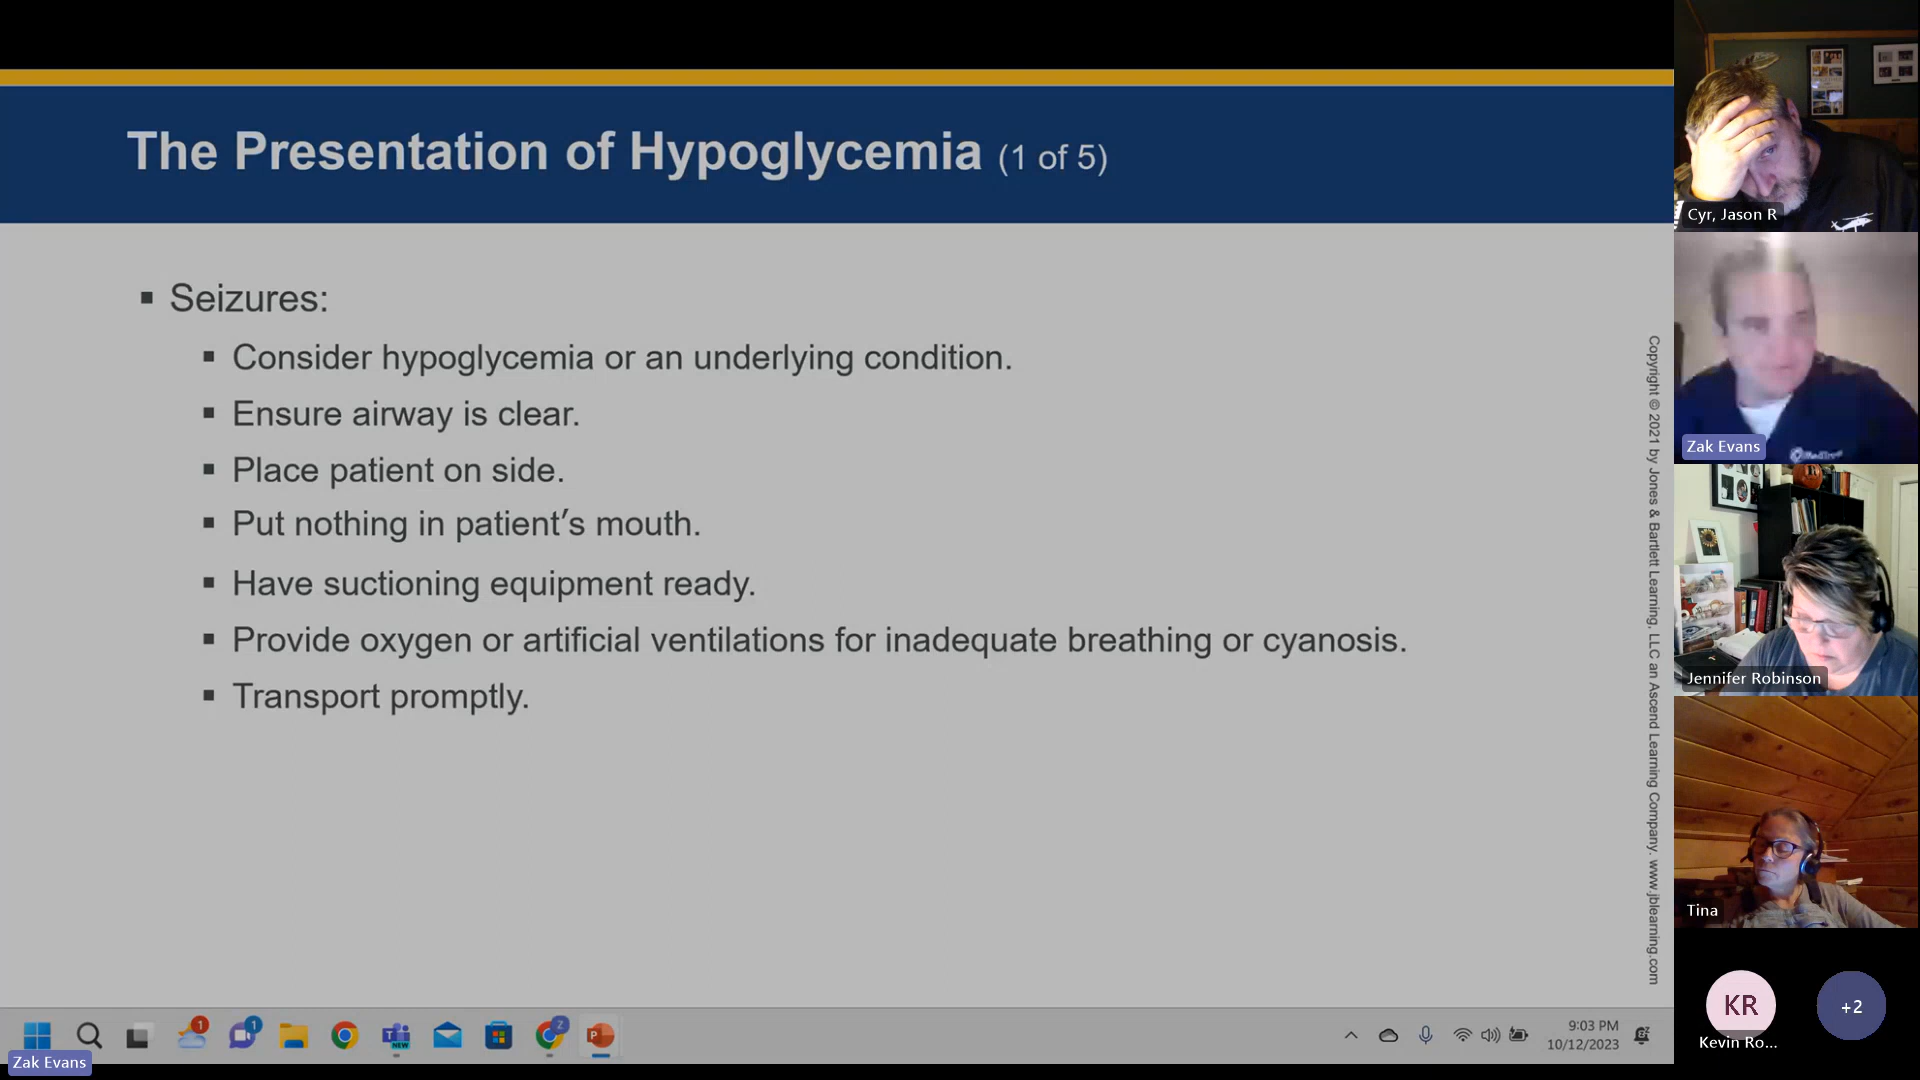 The Presentation of Hypoglycemia (1 of 5)
▪ Seizures:
▪ Consider hypoglycemia or an underlying condition.
▪ Ensure airway is clear.
▪ Place patient on side.
▪ Put nothing in patient’s mouth.
▪ Have suctioning equipment ready.
▪ Provide oxygen or artificial ventilations for inadequate breathing or cyanosis.
▪ Transport promptly.
Copyright © 2021 by Jones & Bartlett Learning, LLC an Ascend Learning Company. www.jblearning.com
Cyr, Jason R
Zak Evans
Jennifer Robinson
Tina
KR
Kevin Ro...
+2
1
1
NEW
Z
P
9:03 PM
10/12/2023
Zak Evans